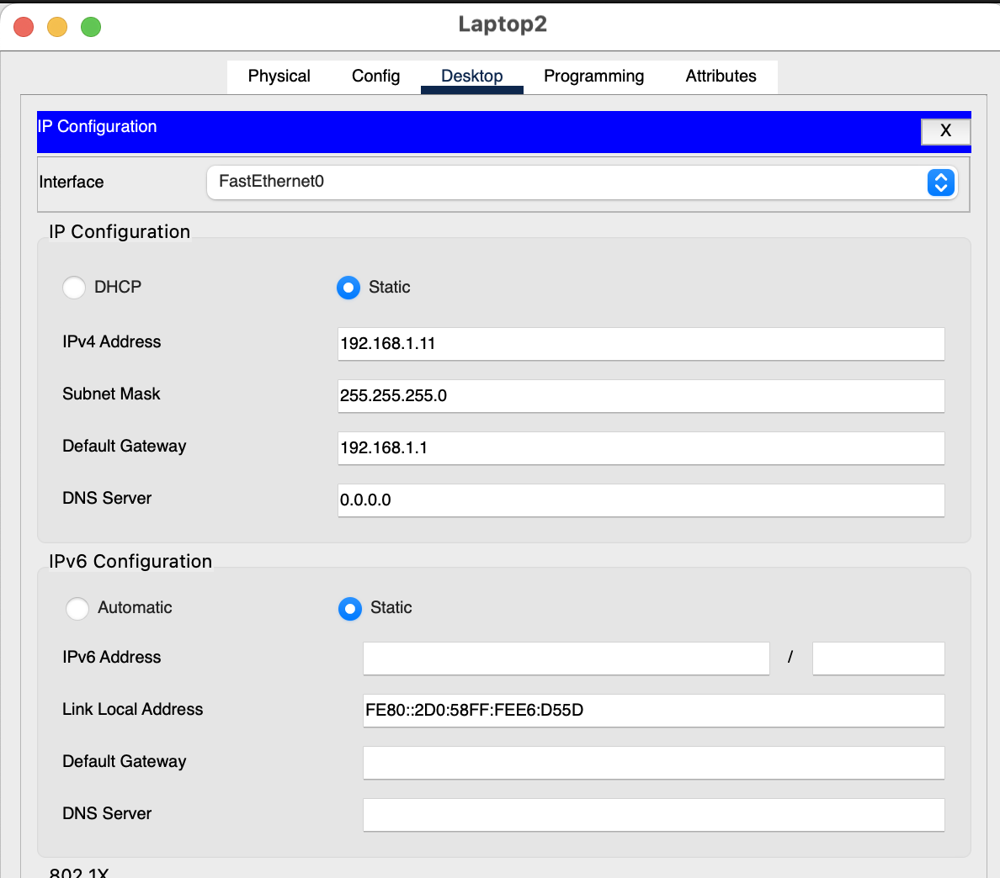 Laptop2
Physical Config Desktop Programming Attributes
IP Configuration
X
Interface FastEthernet0
IP Configuration
DHCP Static
IPv4 Address 192.168.1.11
Subnet Mask 255.255.255.0
Default Gateway 192.168.1.1
DNS Server 0.0.0.0
IPv6 Configuration
Automatic Static
IPv6 Address /
Link Local Address FE80::2D0:58FF:FEE6:D55D
Default Gateway
DNS Server
802.1X